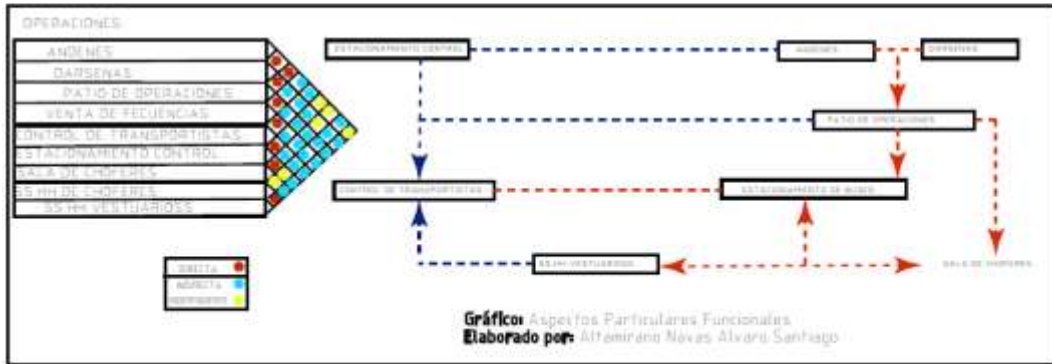 OPERACIONES
ANDENES
DARSENAS
PATIO DE OPERACIONES
VENTA DE FECUENCIAS
CONTROL DE TRANSPORTISTAS
ESTACIONAMIENTO CONTROL
SALA DE CHOFERES
SS HH DE CHOFERES
SS HH VESTUARIOSS
DIRECTA
INDIRECTA
ESTACIONAMIENTO CONTROL
ANDENES
DARSENAS
PATIO DE OPERACIONES
CONTROL DE TRANSPORTISTAS
ESTACIONAMIENTO DE BUSES
SS.HH VESTUARIOSS
SALA DE CHOFERES
Gráfico: Aspectos Particulares Funcionales
Elaborado por: Altamirano Navas Alvaro Santiago